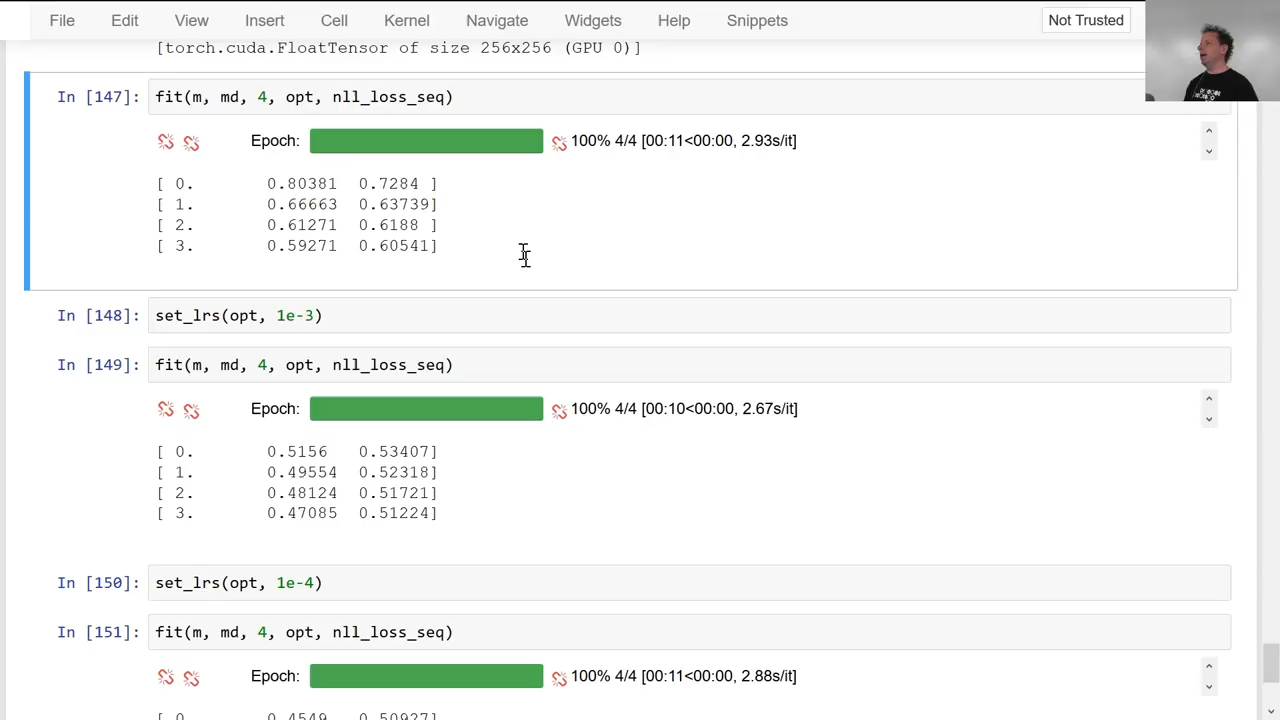 File Edit View Insert Cell Kernel Navigate Widgets Help Snippets Not Trusted
[torch.cuda.FloatTensor of size 256x256 (GPU 0)]
In [147]: fit(m, md, 4, opt, nll_loss_seq)
Epoch: 100% 4/4 [00:11<00:00, 2.93s/it]
[ 0. 0.80381 0.7284 ]
[ 1. 0.66663 0.63739]
[ 2. 0.61271 0.6188 ]
[ 3. 0.59271 0.60541]
In [148]: set_lrs(opt, 1e-3)
In [149]: fit(m, md, 4, opt, nll_loss_seq)
Epoch: 100% 4/4 [00:10<00:00, 2.67s/it]
[ 0. 0.5156 0.53407]
[ 1. 0.49554 0.52318]
[ 2. 0.48124 0.51721]
[ 3. 0.47085 0.51224]
In [150]: set_lrs(opt, 1e-4)
In [151]: fit(m, md, 4, opt, nll_loss_seq)
Epoch: 100% 4/4 [00:11<00:00, 2.88s/it]
[ 0. 0.4549 0.50927]